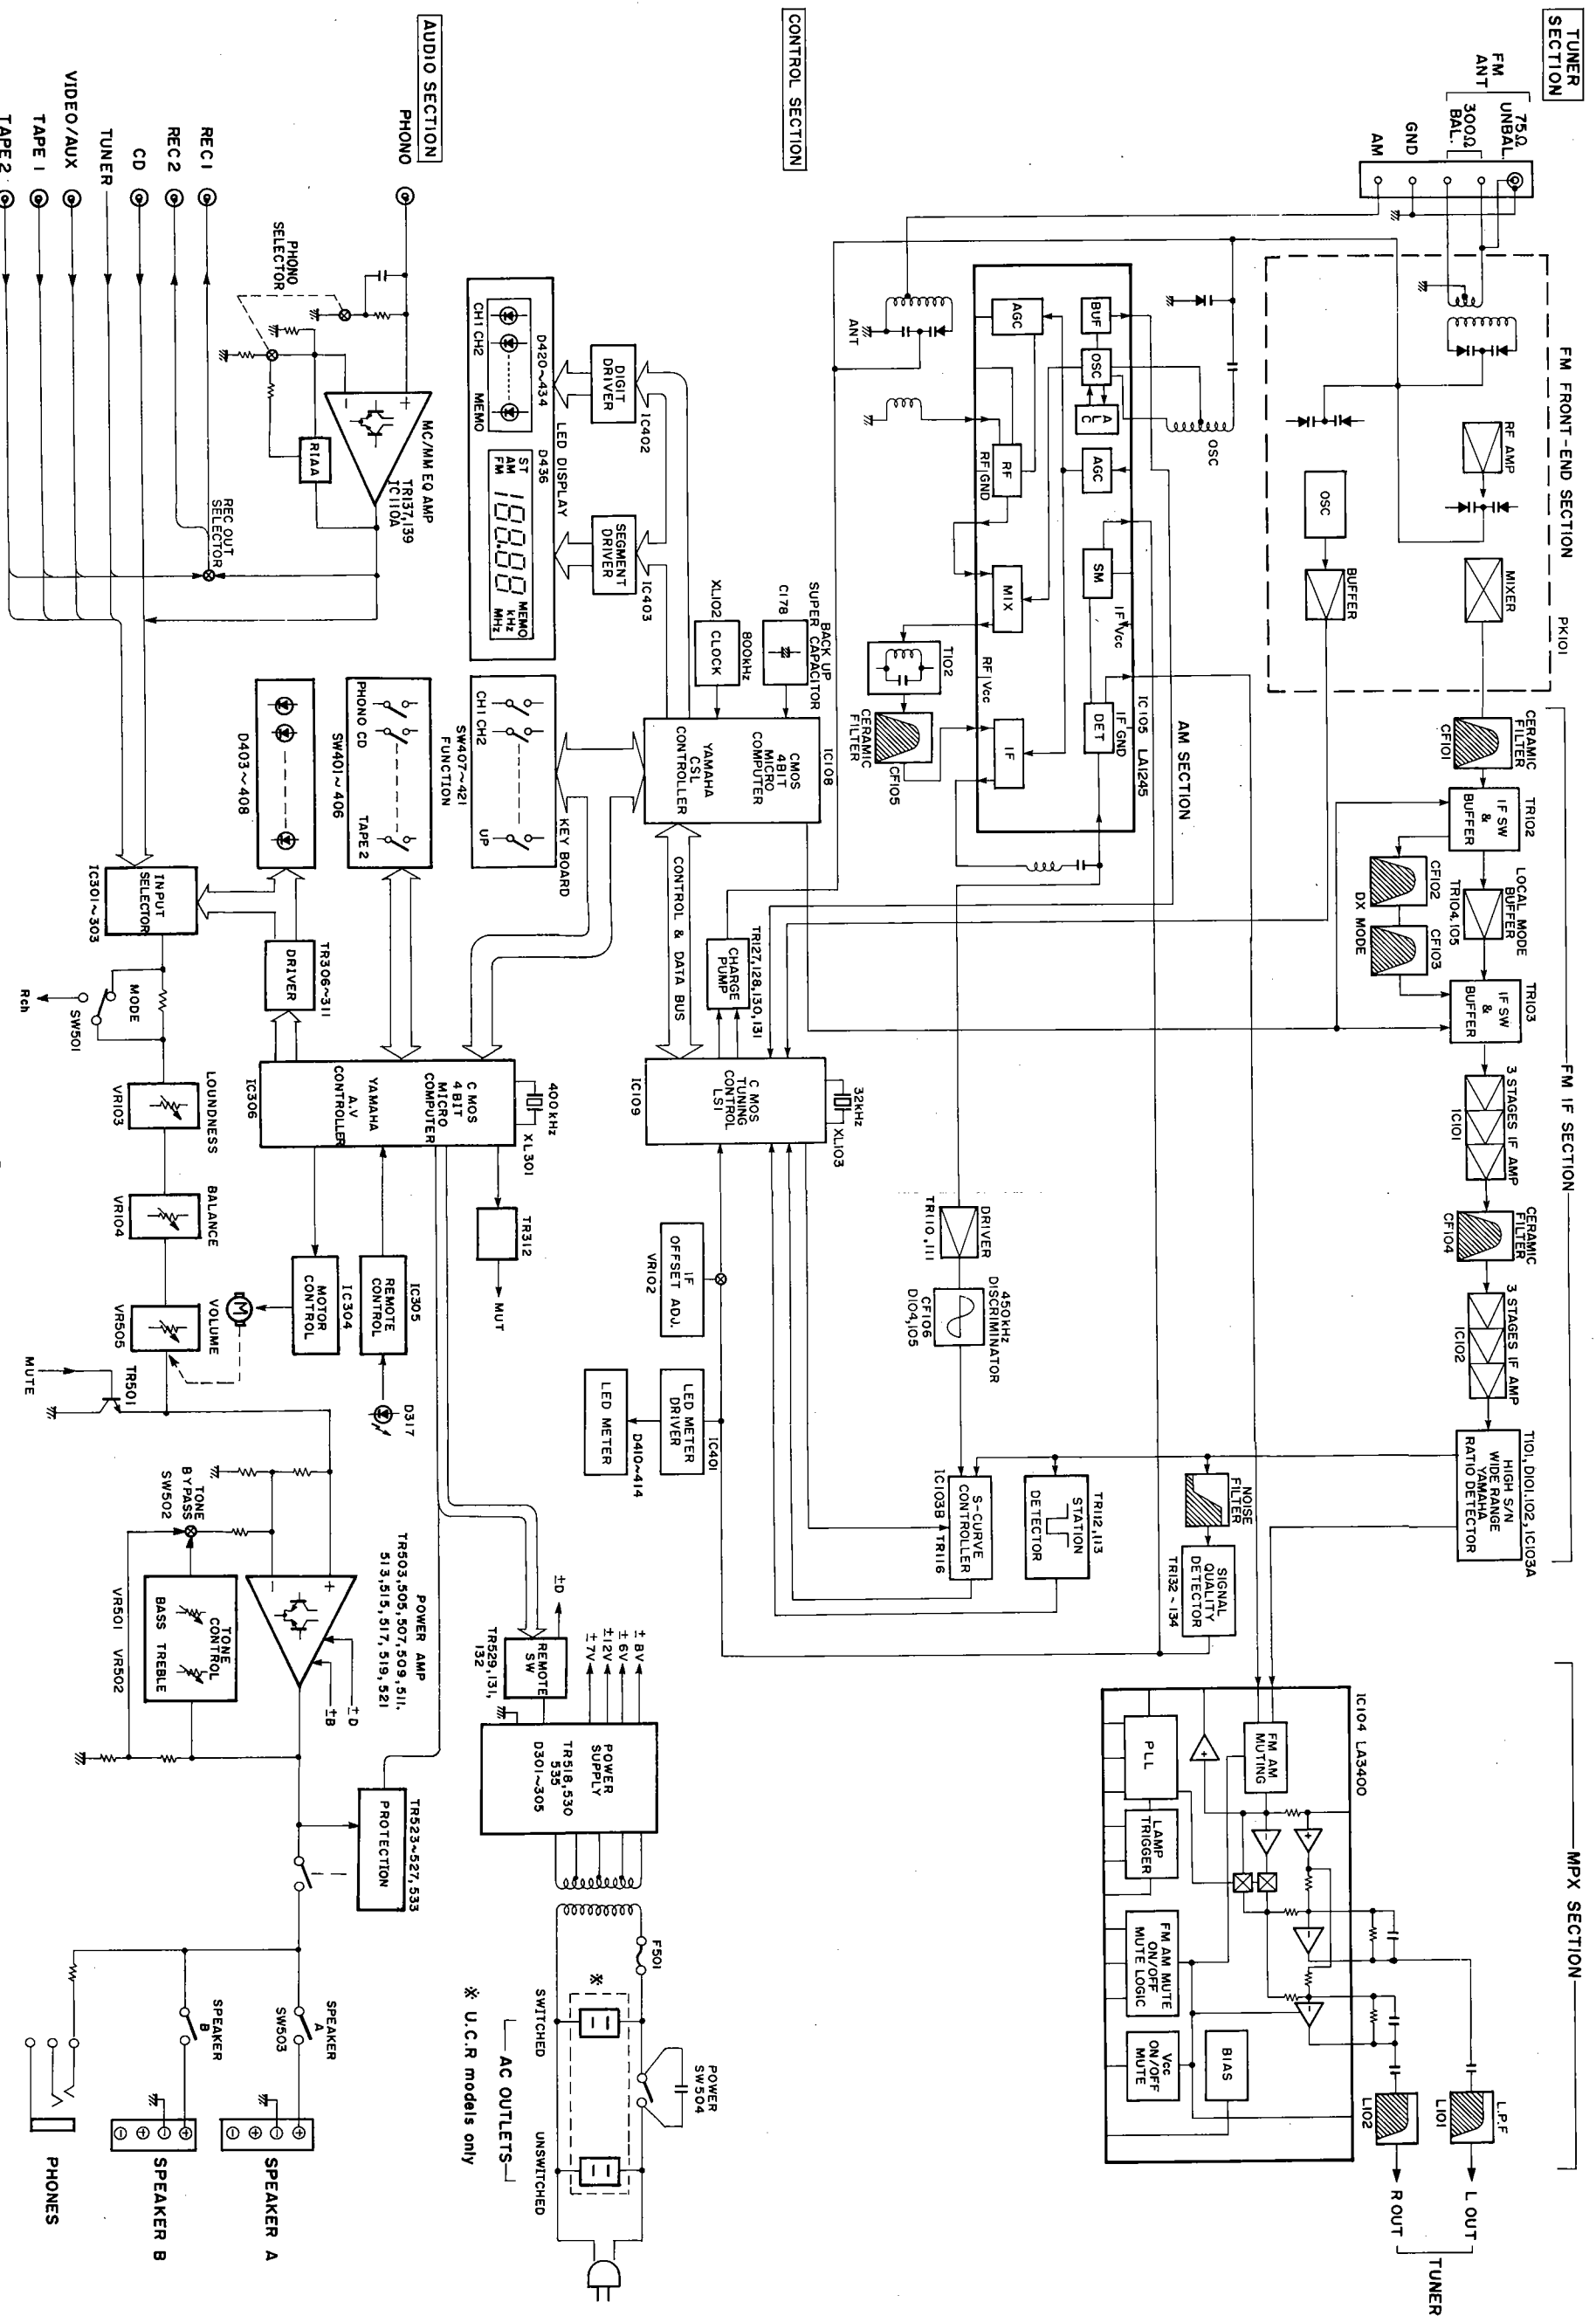 TUNER
SECTION
FM
ANT
75Ω
UNBAL.
300Ω
BAL.
GND
AM
FM FRONT-END SECTION
PK101
RF AMP
MIXER
OSC
BUFFER
FM IF SECTION
CERAMIC
FILTER
CF101
TR102
IF SW
&
BUFFER
CF102
LOCAL MODE
BUFFER
TR104,105
CF103
DX MODE
TR103
IF SW
&
BUFFER
3 STAGES IF AMP
IC101
CERAMIC
FILTER
CF104
3 STAGES IF AMP
IC102
T101,D101.102,IC103A
HIGH S/N
WIDE RANGE
YAMAHA
RATIO DETECTOR
NOISE
FILTER
SIGNAL
QUALITY
DETECTOR
TR132~134
TR112,113
STATION
DETECTOR
S-CURVE
CONTROLLER
IC103B TR116
MPX SECTION
IC104 LA3400
FM AM
MUTING
PLL
LAMP
TRIGGER
FM AM MUTE
ON/OFF
MUTE LOGIC
Vcc
ON/OFF
MUTE
BIAS
L.P.F
L101
L102
L OUT
R OUT
TUNER
AM SECTION
IC105 LA1245
ANT
OSC
BUF
OSC
ALC
AGC
AGC
RF
RF GND
SM
IF Vcc
MIX
RF Vcc
DET
IF GND
IF
T102
CERAMIC
FILTER
CF105
DRIVER
TR110,111
450kHz
DISCRIMINATOR
CF106
D104,105
CONTROL SECTION
BACK UP
SUPER CAPACITOR
C178
800kHz
CLOCK
XL102
IC108
CMOS
4BIT
MICRO
COMPUTER
YAMAHA
CSL
CONTROLLER
CONTROL & DATA BUS
TR127,128,130,131
CHARGE
PUMP
32kHz
XL103
C MOS
TUNING
CONTROL
LSI
IC109
IF
OFFSET ADJ.
VR102
IC401
LED METER
DRIVER
D410~414
LED METER
IC402
DIGIT
DRIVER
IC403
SEGMENT
DRIVER
D420~434
LED DISPLAY
D436
CH1 CH2
MEMO
ST
AM
FM
188.88
MEMO
kHz
MHz
KEY BOARD
CH1 CH2
UP
SW407~421
FUNCTION
PHONO CD
TAPE 2
SW401~406
D403~408
TR306~311
DRIVER
400kHz
XL301
C MOS
4BIT
MICRO
COMPUTER
YAMAHA
A.V
CONTROLLER
IC306
TR312
MUT
IC305
REMOTE
CONTROL
D317
IC304
MOTOR
CONTROL
M
AUDIO SECTION
PHONO
PHONO
SELECTOR
MC/MM EQ AMP
TR137,139
IC110A
RIAA
REC OUT
SELECTOR
REC1
REC2
CD
TUNER
VIDEO/AUX
TAPE 1
TAPE 2
INPUT
SELECTOR
IC301~303
MODE
SW501
Rch
LOUNDNESS
VR103
BALANCE
VR104
VOLUME
VR505
TR501
MUTE
POWER AMP
TR503,505,507,509,511,
513,515,517,519,521
±D
±B
TONE
BYPASS
SW502
TONE
CONTROL
BASS TREBLE
VR501 VR502
±D
REMOTE
SW
TR529,131,
132
±8V
±6V
±12V
±7V
POWER
SUPPLY
TR518,530
535
D301~305
TR523~527,533
PROTECTION
F501
POWER
SW504
※
SWITCHED
UNSWITCHED
AC OUTLETS
※ U.C.R models only
SPEAKER
A
SW503
SPEAKER
B
SPEAKER A
SPEAKER B
PHONES